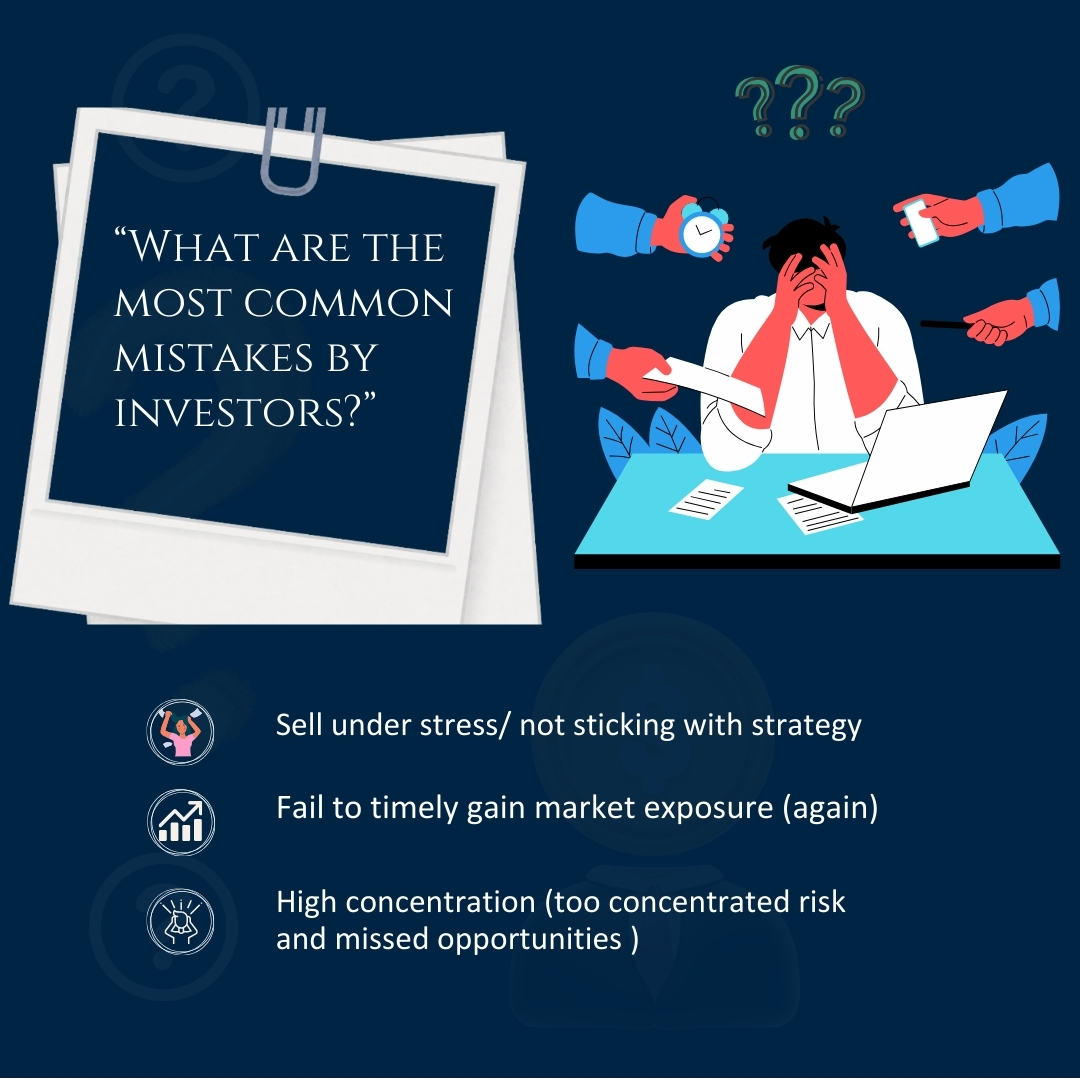 “What are the
most common
mistakes by
investors?”
???
Sell under stress/ not sticking with strategy
Fail to timely gain market exposure (again)
High concentration (too concentrated risk
and missed opportunities )